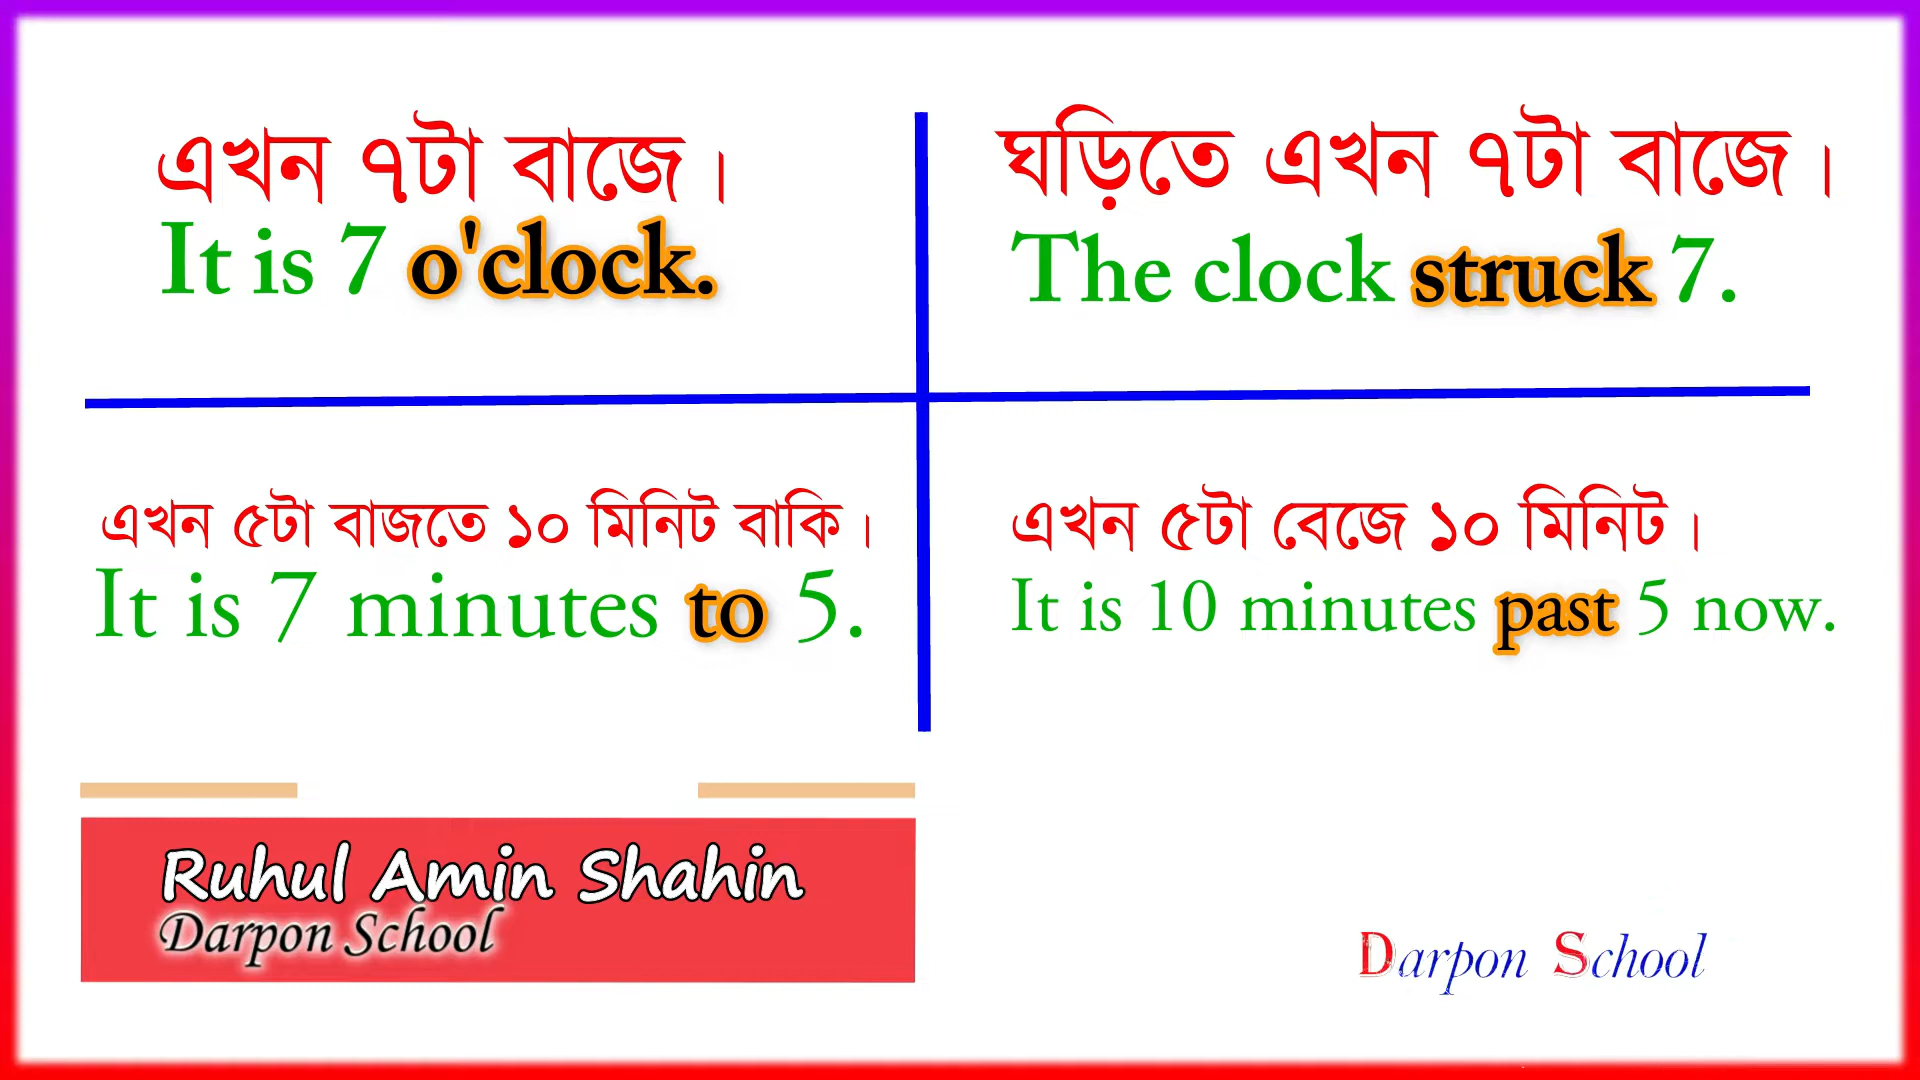 এখন ৭টা বাজে।
It is 7 o'clock.
ঘড়িতে এখন ৭টা বাজে।
The clock struck 7.
এখন ৫টা বাজতে ১০ মিনিট বাকি।
It is 7 minutes to 5.
এখন ৫টা বেজে ১০ মিনিট।
It is 10 minutes past 5 now.
Ruhul Amin Shahin
Darpon School
Darpon School